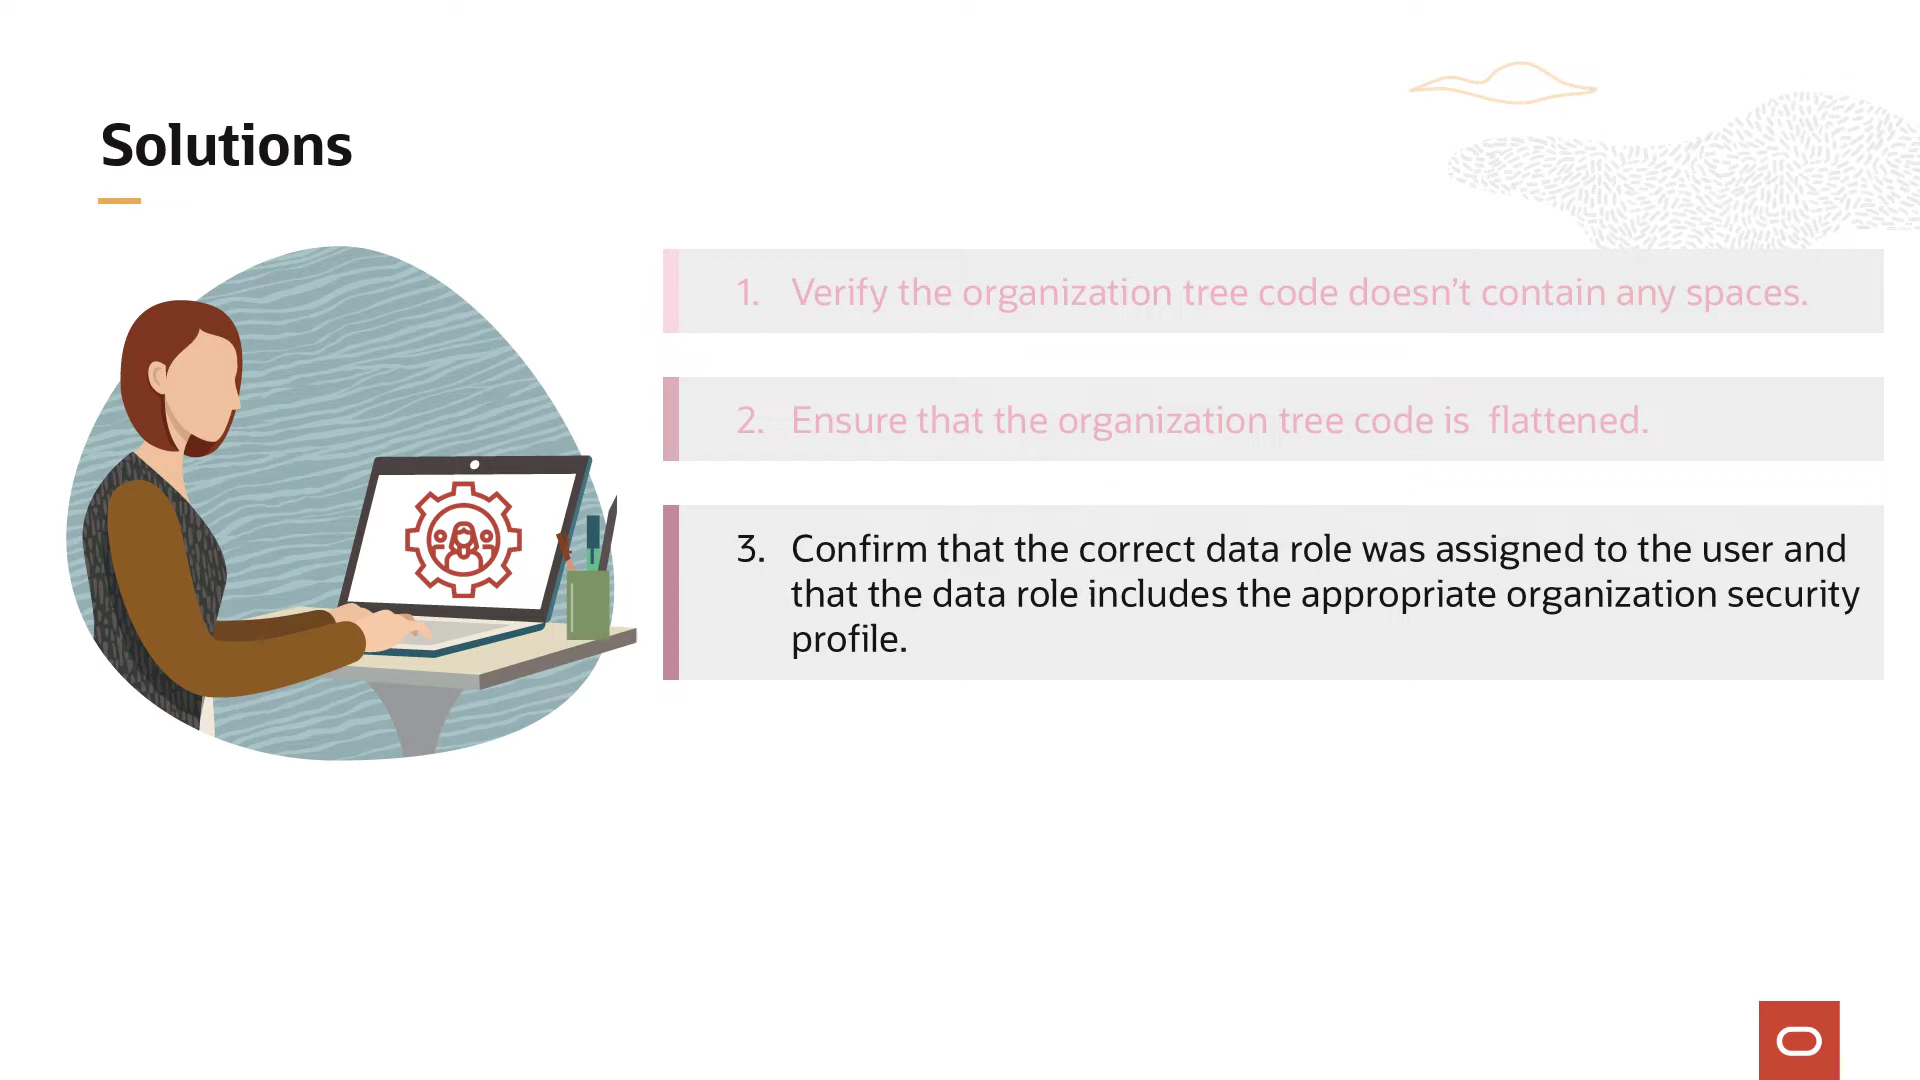 Solutions
1. Verify the organization tree code doesn't contain any spaces.
2. Ensure that the organization tree code is  flattened.
3. Confirm that the correct data role was assigned to the user and
that the data role includes the appropriate organization security
profile.